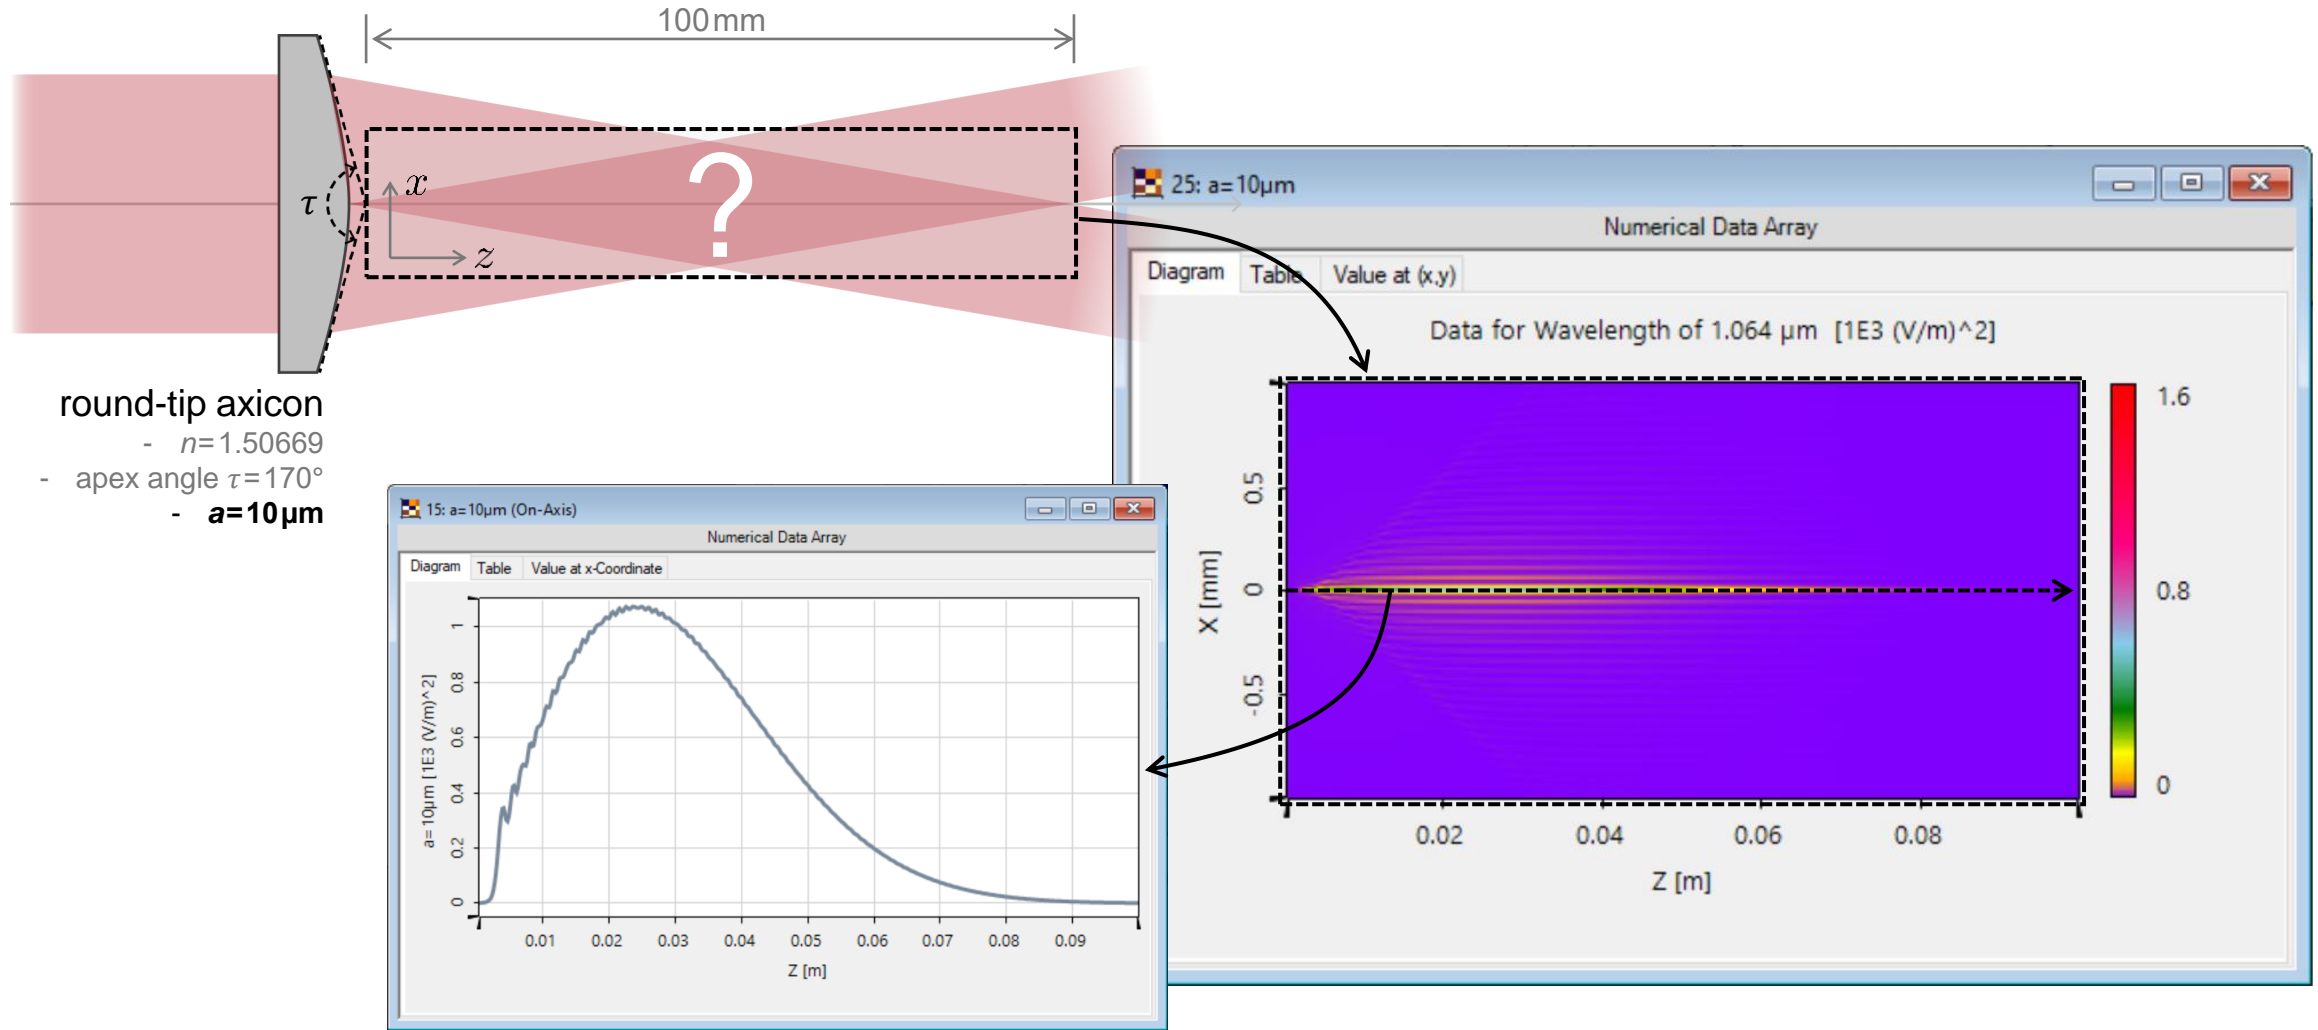 100 mm
τ
x
z
?
round-tip axicon
- n=1.50669
- apex angle τ=170°
- a=10µm
25: a=10µm
Numerical Data Array
Diagram
Table
Value at (x,y)
Data for Wavelength of 1.064 µm [1E3 (V/m)^2]
1.6
0.8
0
X [mm]
0.5
0
-0.5
0.02
0.04
0.06
0.08
Z [m]
15: a=10µm (On-Axis)
Numerical Data Array
Diagram
Table
Value at x-Coordinate
a=10µm [1E3 (V/m)^2]
1
0.8
0.6
0.4
0.2
0
0.01
0.02
0.03
0.04
0.05
0.06
0.07
0.08
0.09
Z [m]